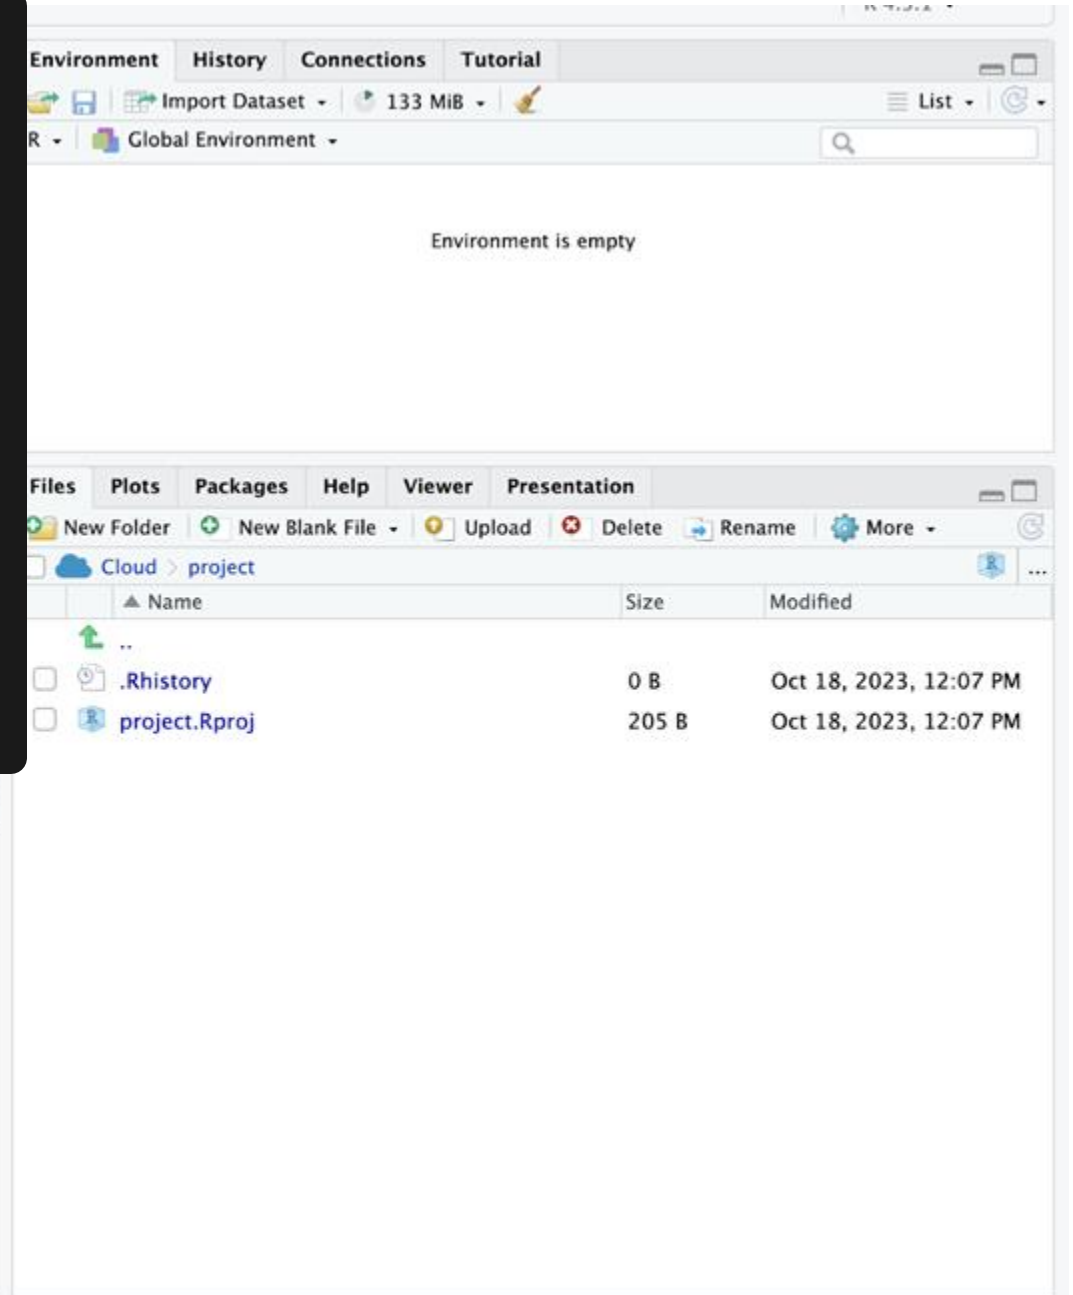 Environment History Connections Tutorial
Import Dataset 133 MiB List
R Global Environment
Environment is empty
Files Plots Packages Help Viewer Presentation
New Folder New Blank File Upload Delete Rename More
Cloud project ...
Name Size Modified
..
.Rhistory 0 B Oct 18, 2023, 12:07 PM
project.Rproj 205 B Oct 18, 2023, 12:07 PM